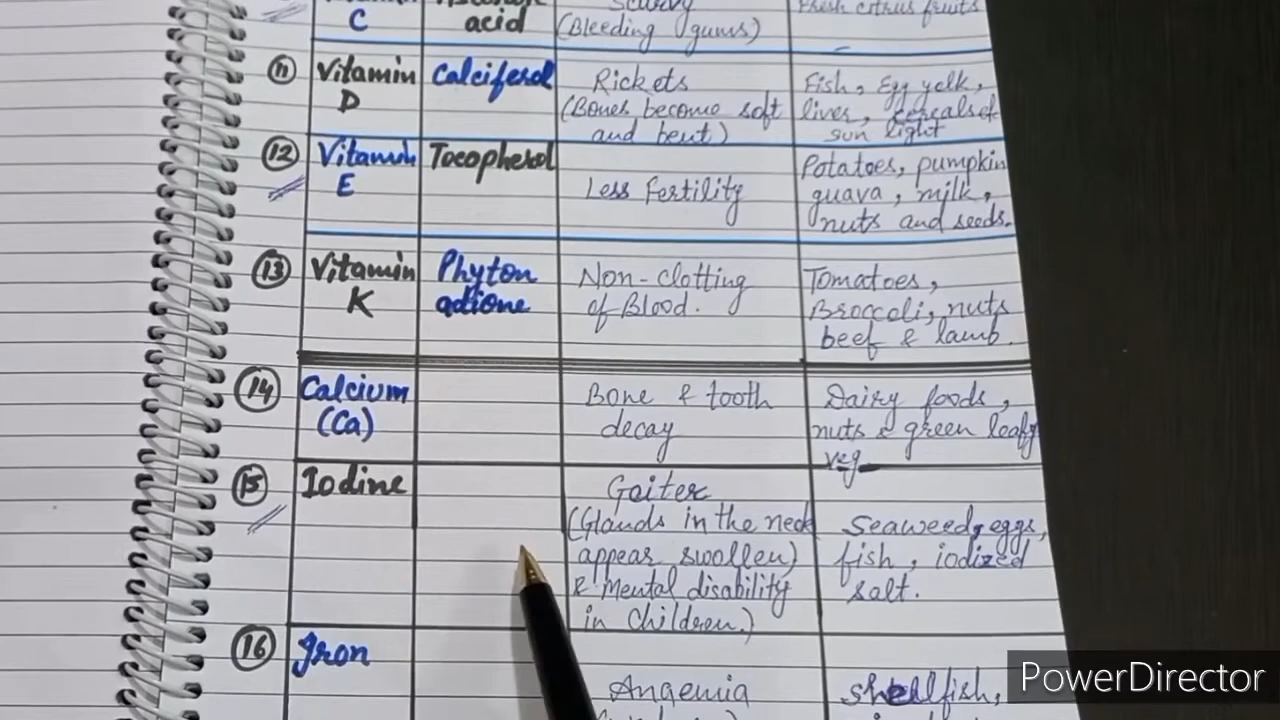 C acid (Bleeding gums) Fresh citrus fruits
11 Vitamin D Calciferol Rickets (Bones become soft and bent) Fish, Egg yelk, liver, cereals & sun light
12 Vitamin E Tocopherol Less Fertility Potatoes, pumpkin guava, milk, nuts and seeds.
13 Vitamin K Phyton adione Non-clotting of Blood. Tomatoes, Broccoli, nuts beef & lamb.
14 Calcium (Ca) Bone & tooth decay Dairy foods, nuts & green leafy veg
15 Iodine Goiter (Glands in the neck appear swollen) & Mental disability in children.) Seaweed, eggs, fish, iodized salt.
16 Iron Anaemia shellfish,
PowerDirector